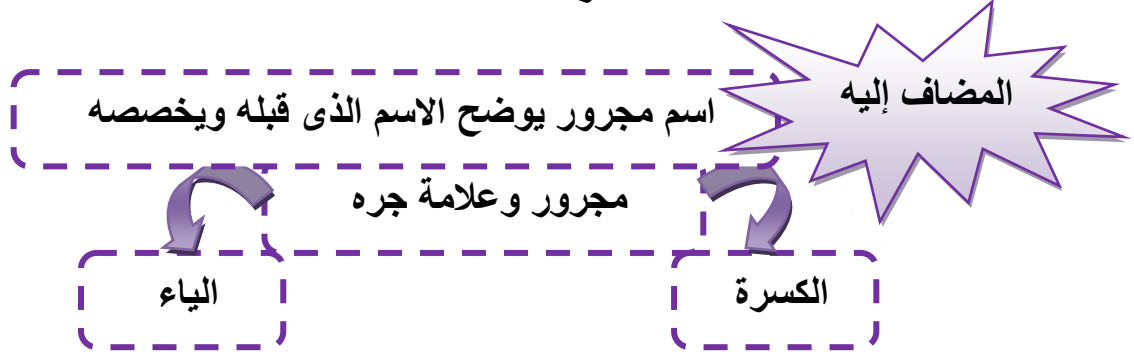 المضاف إليه
اسم مجرور يوضح الاسم الذى قبله ويخصصه
مجرور وعلامة جره
الكسرة
الياء